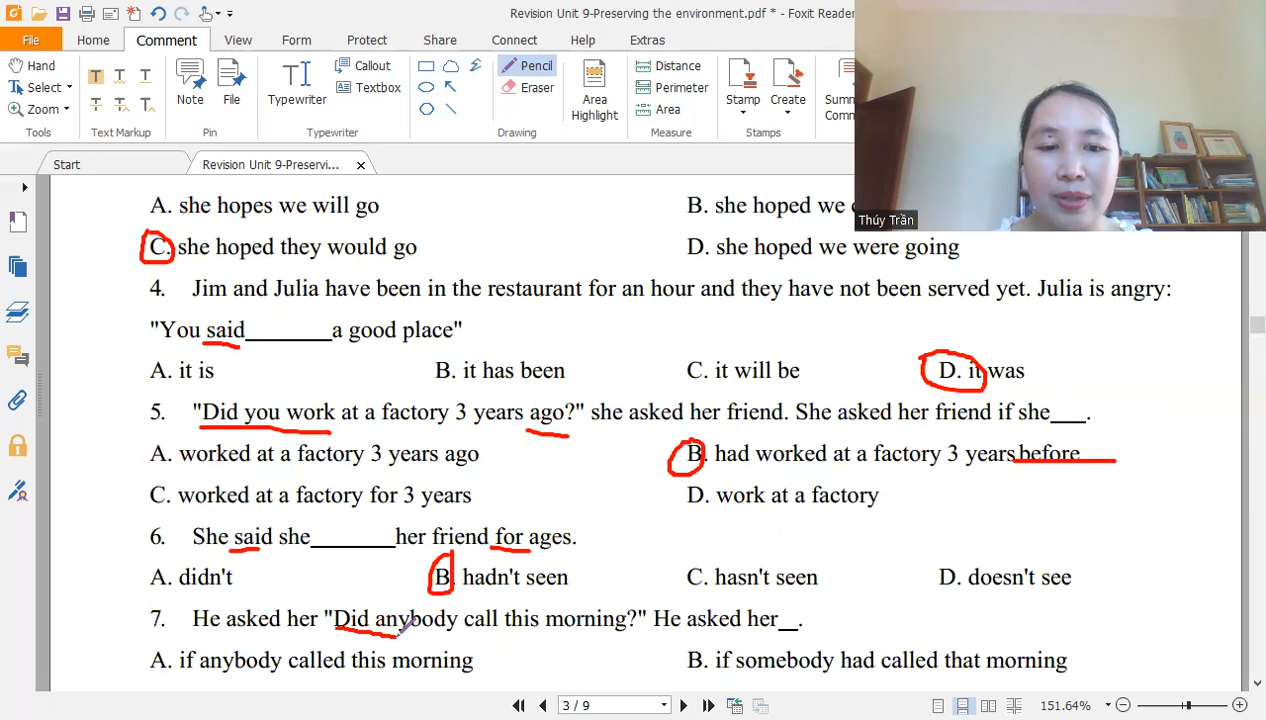 Revision Unit 9-Preserving the environment.pdf * - Foxit Reader
File Home Comment View Form Protect Share Connect Help Extras
Hand
Select
Zoom
Tools
T T T
T T T
Text Markup
Note File
Pin
Typewriter
Callout
Textbox
Typewriter
Pencil
Eraser
Drawing
Area
Highlight
Distance
Perimeter
Area
Measure
Stamp Create
Stamps
Summ
Comm
Start
Revision Unit 9-Preservi...
Thúy Trần
A. she hopes we will go
B. she hoped we
C. she hoped they would go
D. she hoped we were going
4. Jim and Julia have been in the restaurant for an hour and they have not been served yet. Julia is angry:
"You said_______a good place"
A. it is
B. it has been
C. it will be
D. it was
5. "Did you work at a factory 3 years ago?" she asked her friend. She asked her friend if she___.
A. worked at a factory 3 years ago
B. had worked at a factory 3 years before
C. worked at a factory for 3 years
D. work at a factory
6. She said she_______her friend for ages.
A. didn't
B. hadn't seen
C. hasn't seen
D. doesn't see
7. He asked her "Did anybody call this morning?" He asked her__.
A. if anybody called this morning
B. if somebody had called that morning
3 / 9
151.64%